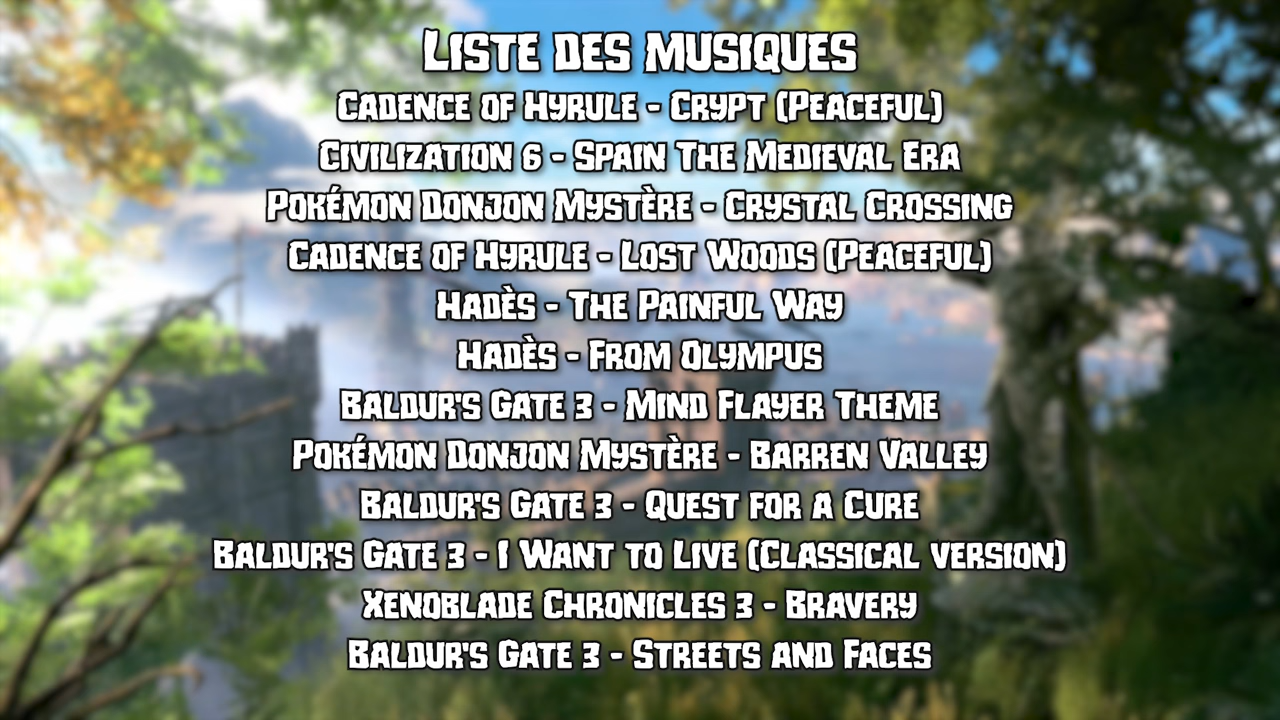 Liste des musiques
Cadence of Hyrule - Crypt (Peaceful)
Civilization 6 - Spain The Medieval Era
Pokémon Donjon Mystère - Crystal Crossing
Cadence of Hyrule - Lost Woods (Peaceful)
Hadès - The Painful Way
Hadès - From Olympus
Baldur's Gate 3 - Mind Flayer Theme
Pokémon Donjon Mystère - Barren Valley
Baldur's Gate 3 - Quest for a Cure
Baldur's Gate 3 - I Want to Live (Classical version)
Xenoblade Chronicles 3 - Bravery
Baldur's Gate 3 - Streets and Faces